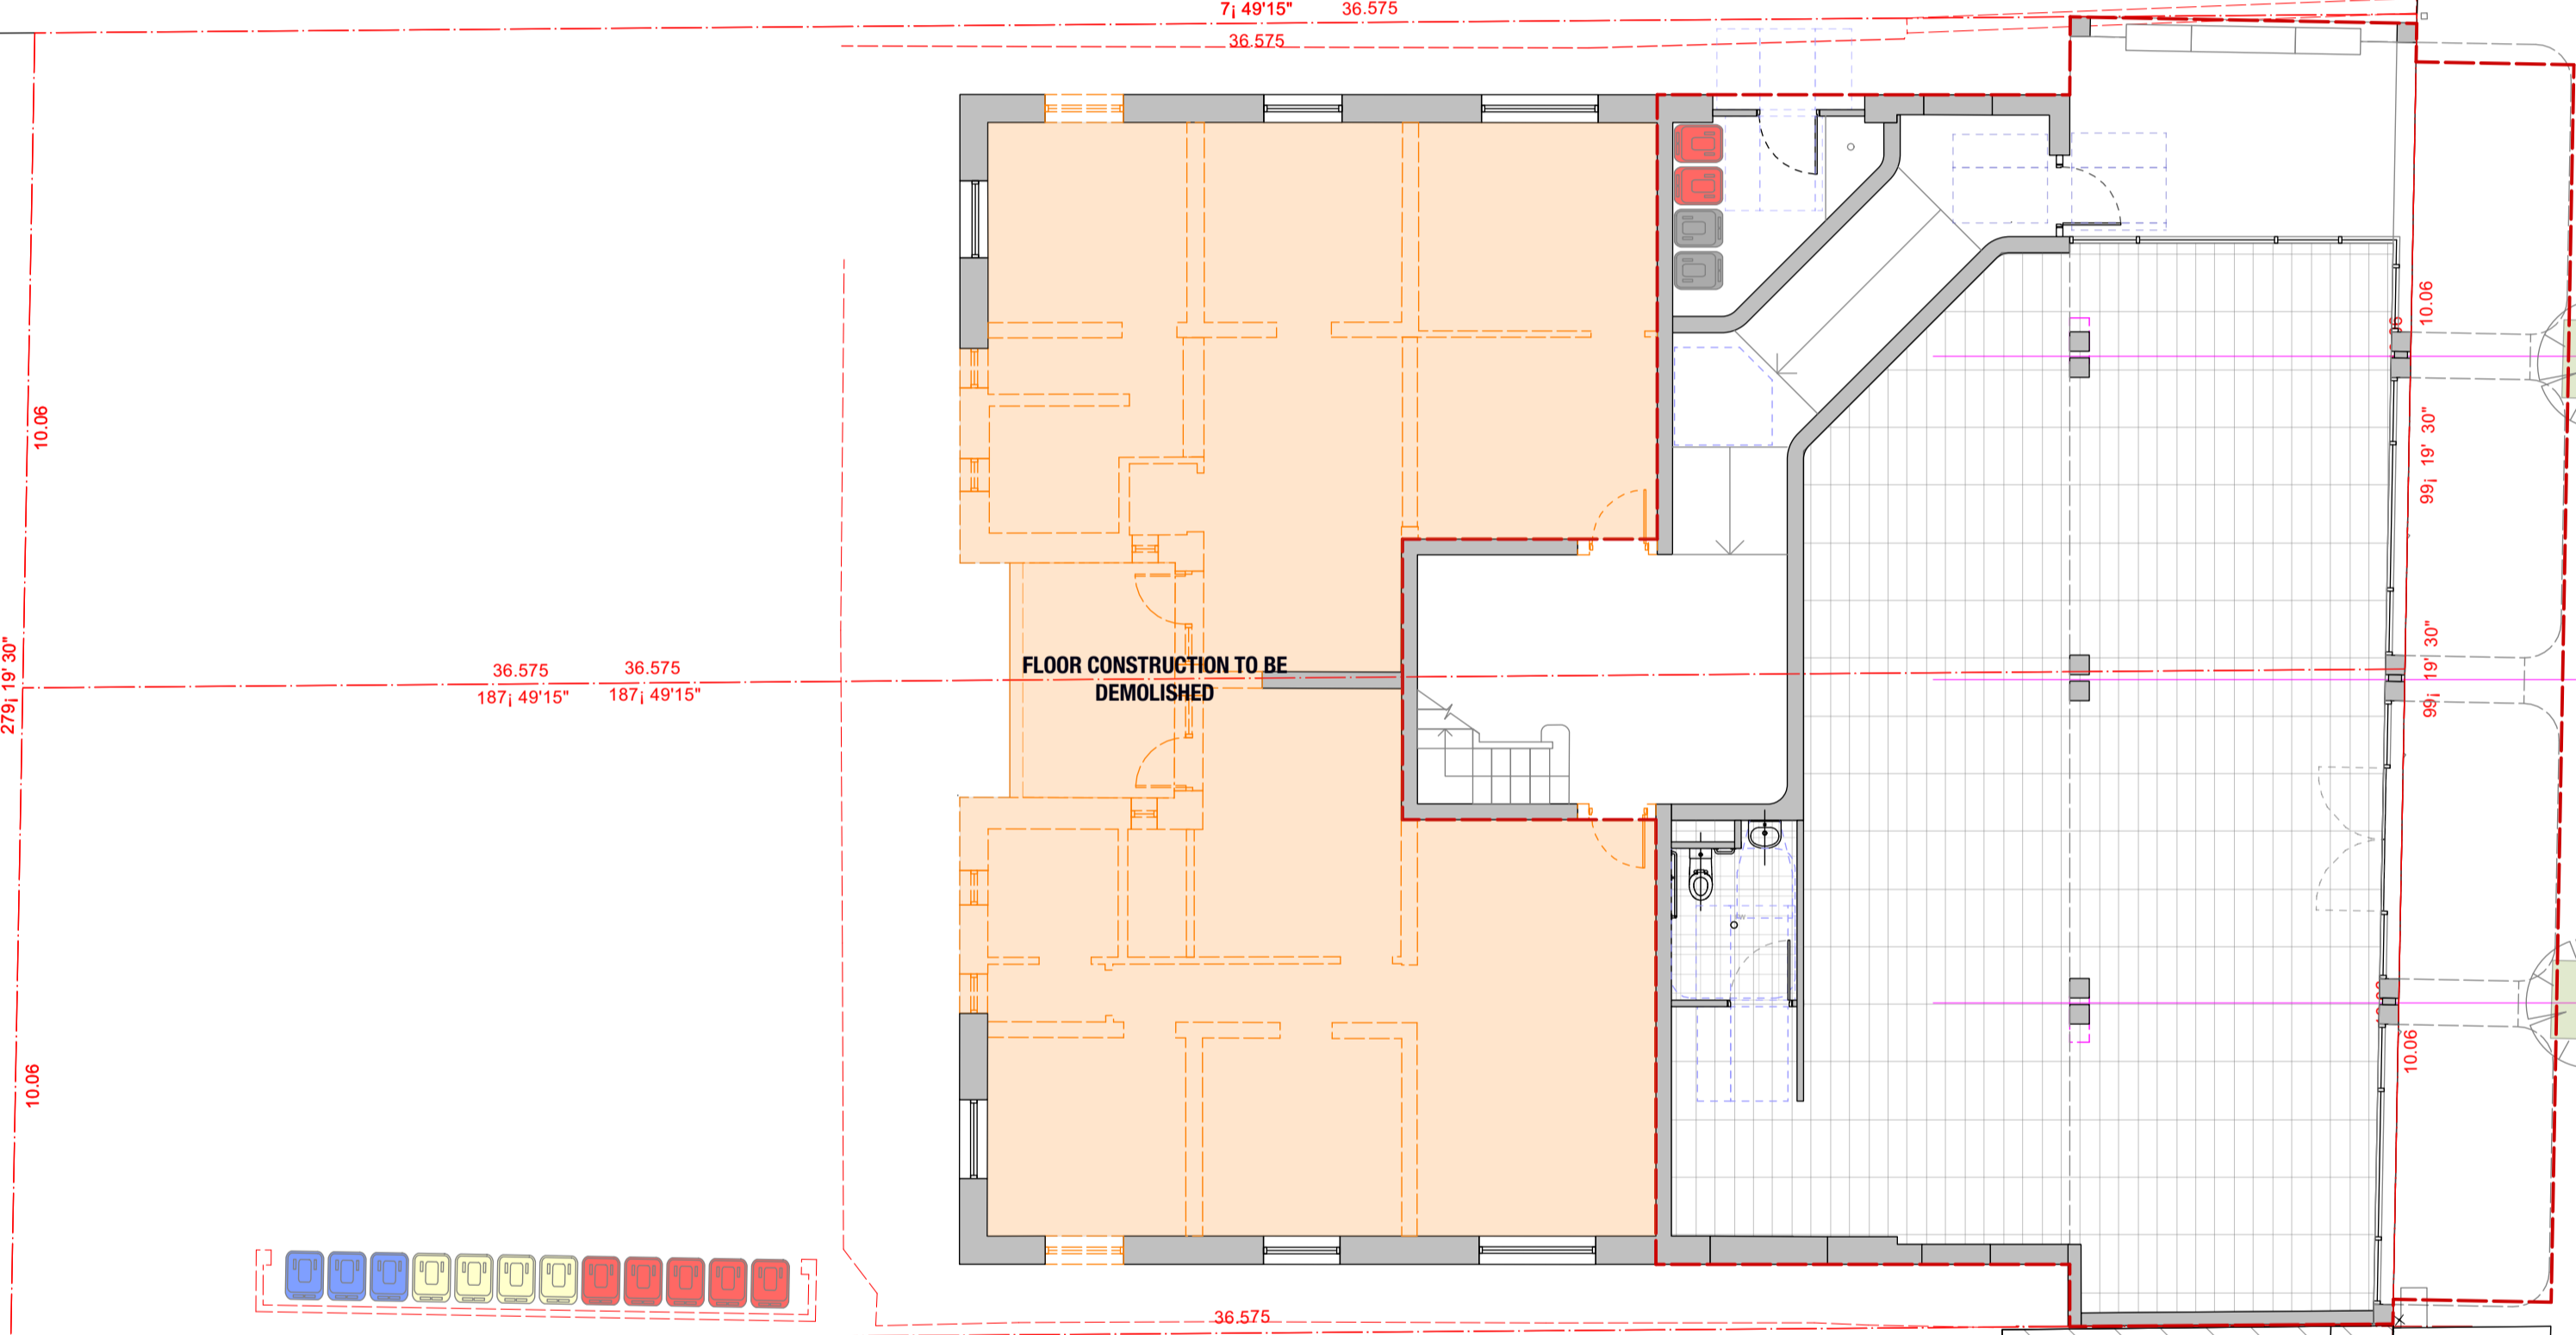 7¡ 49'15" 36.575
36.575
10.06
10.06
99¡ 19' 30"
279¡ 19' 30"
36.575 36.575
187¡ 49'15" 187¡ 49'15"
FLOOR CONSTRUCTION TO BE
DEMOLISHED
99¡ 19' 30"
10.06
10.06
36.575